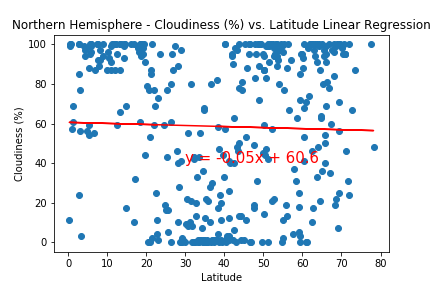 Northern Hemisphere - Cloudiness (%) vs. Latitude Linear Regression
100
80
60
40
20
0
Cloudiness (%)
y = -0.05x + 60.6
0 10 20 30 40 50 60 70 80
Latitude